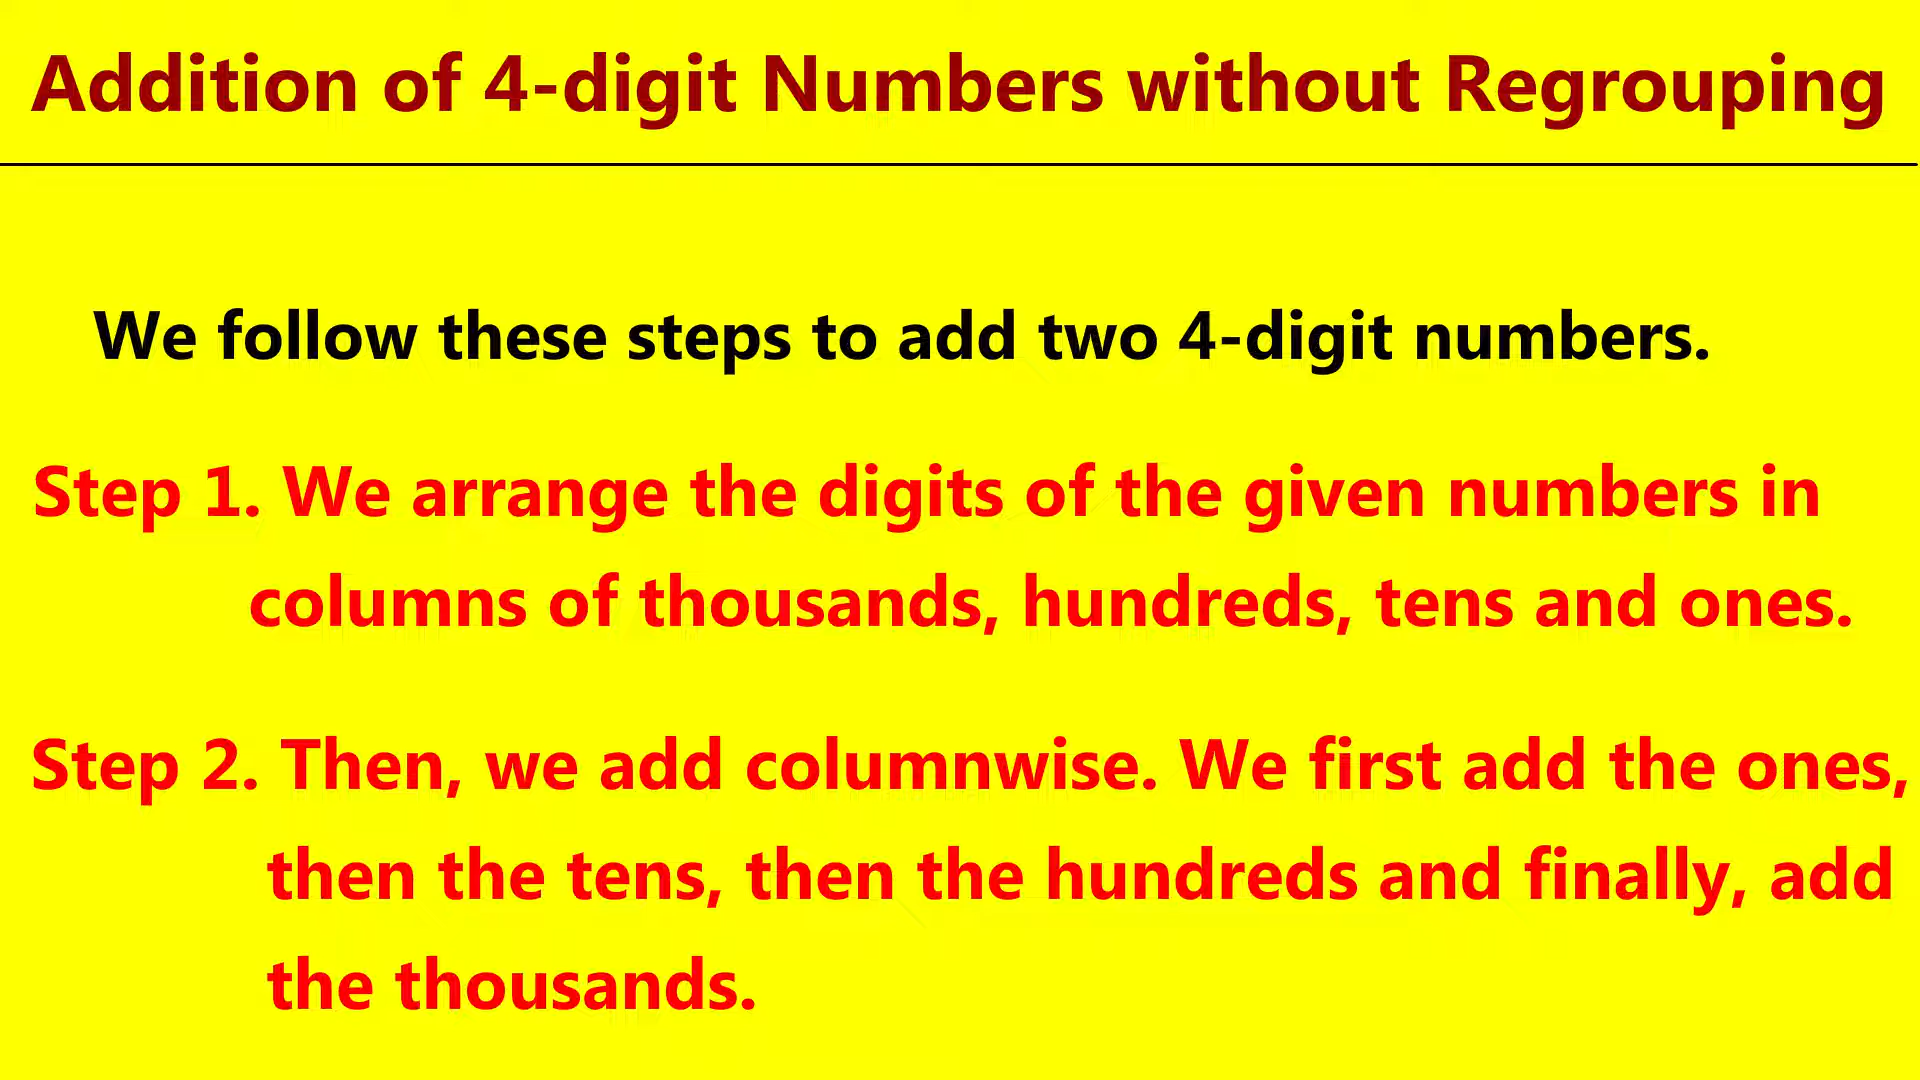 Addition of 4-digit Numbers without Regrouping
We follow these steps to add two 4-digit numbers.
Step 1. We arrange the digits of the given numbers in
columns of thousands, hundreds, tens and ones.
Step 2. Then, we add columnwise. We first add the ones,
then the tens, then the hundreds and finally, add
the thousands.